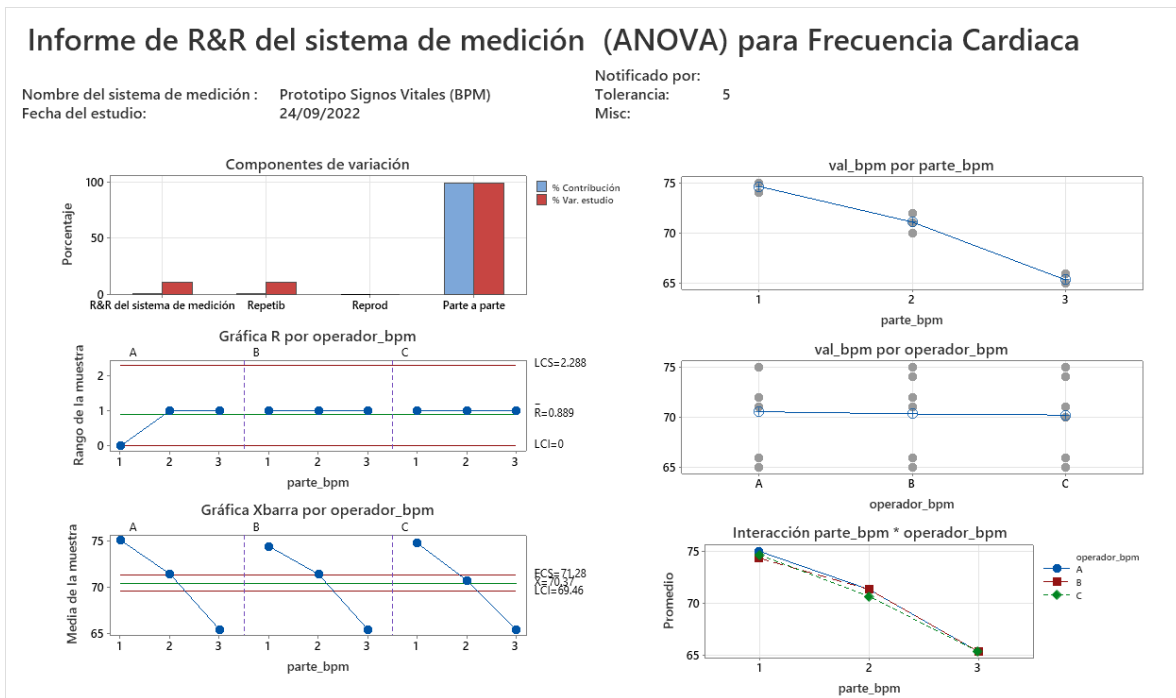 Informe de R&R del sistema de medición (ANOVA) para Frecuencia Cardiaca
Nombre del sistema de medición : Prototipo Signos Vitales (BPM)
Fecha del estudio: 24/09/2022
Notificado por:
Tolerancia: 5
Misc:
Componentes de variación
100
50
0
Porcentaje
R&R del sistema de medición Repetib Reprod Parte a parte
% Contribución
% Var. estudio
Gráfica R por operador_bpm
A B C
2
1
0
Rango de la muestra
LCS=2.288
R̄=0.889
LCI=0
1 2 3 1 2 3 1 2 3
parte_bpm
Gráfica Xbarra por operador_bpm
A B C
75
70
65
Media de la muestra
LCS=71.28
X̿=70.37
LCI=69.46
1 2 3 1 2 3 1 2 3
parte_bpm
val_bpm por parte_bpm
75
70
65
1 2 3
parte_bpm
val_bpm por operador_bpm
75
70
65
A B C
operador_bpm
Interacción parte_bpm * operador_bpm
75
70
65
Promedio
1 2 3
parte_bpm
operador_bpm
A
B
C